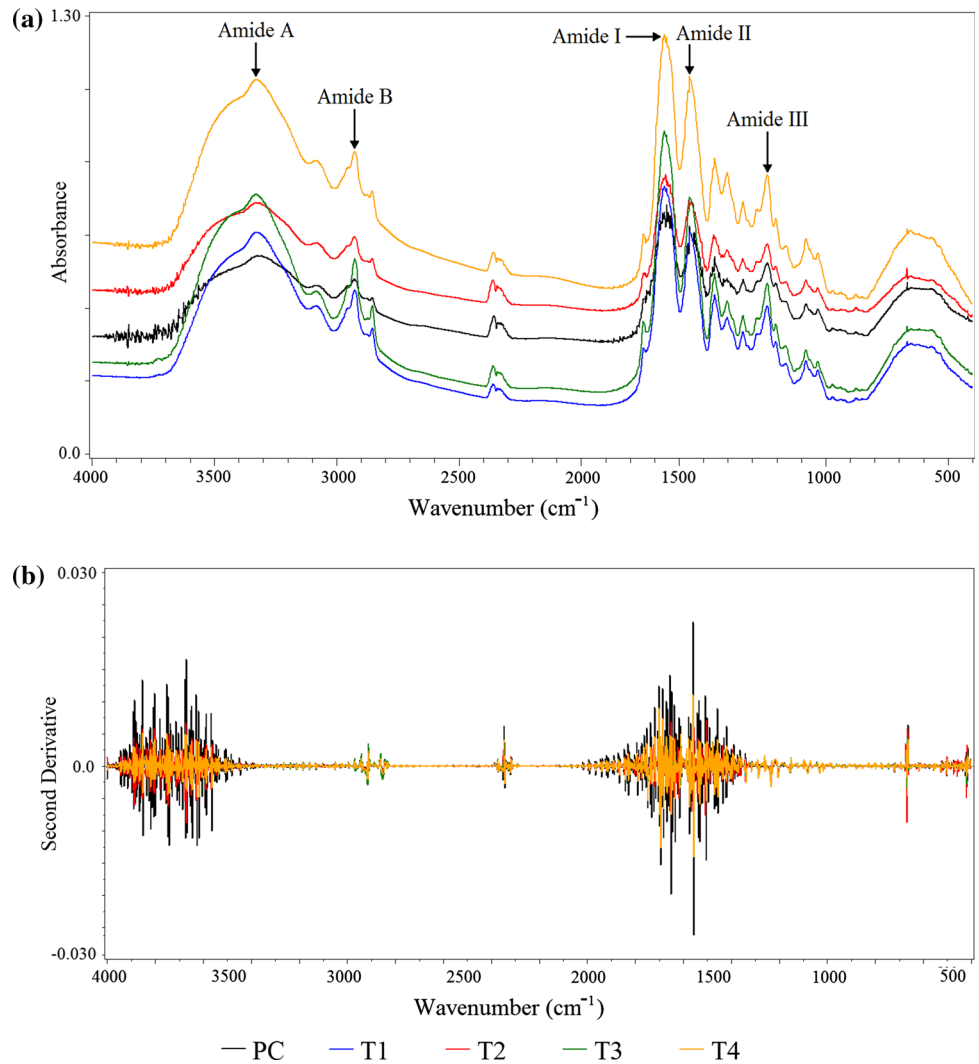 (a)
1.30
Amide A
Amide B
Amide I
Amide II
Amide III
Absorbance
0.0
4000 3500 3000 2500 2000 1500 1000 500
Wavenumber (cm⁻¹)
(b)
0.030
Second Derivative
0.0
-0.030
4000 3500 3000 2500 2000 1500 1000 500
Wavenumber (cm⁻¹)
PC T1 T2 T3 T4